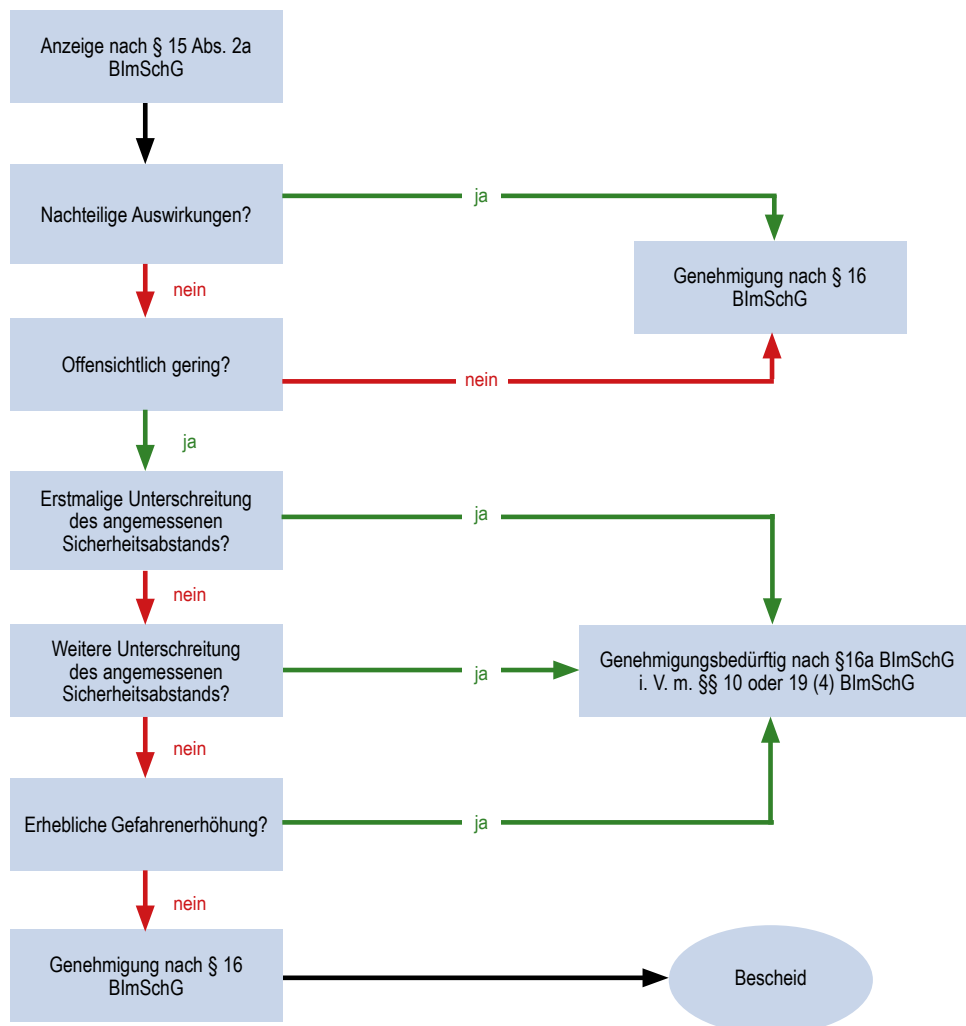 Anzeige nach § 15 Abs. 2a
BImSchG
Nachteilige Auswirkungen?
ja
Genehmigung nach § 16
BImSchG
nein
Offensichtlich gering?
nein
ja
Erstmalige Unterschreitung
des angemessenen
Sicherheitsabstands?
ja
nein
Weitere Unterschreitung
des angemessenen
Sicherheitsabstands?
ja
Genehmigungsbedürftig nach §16a BImSchG
i. V. m. §§ 10 oder 19 (4) BImSchG
nein
Erhebliche Gefahrenerhöhung?
ja
nein
Genehmigung nach § 16
BImSchG
Bescheid